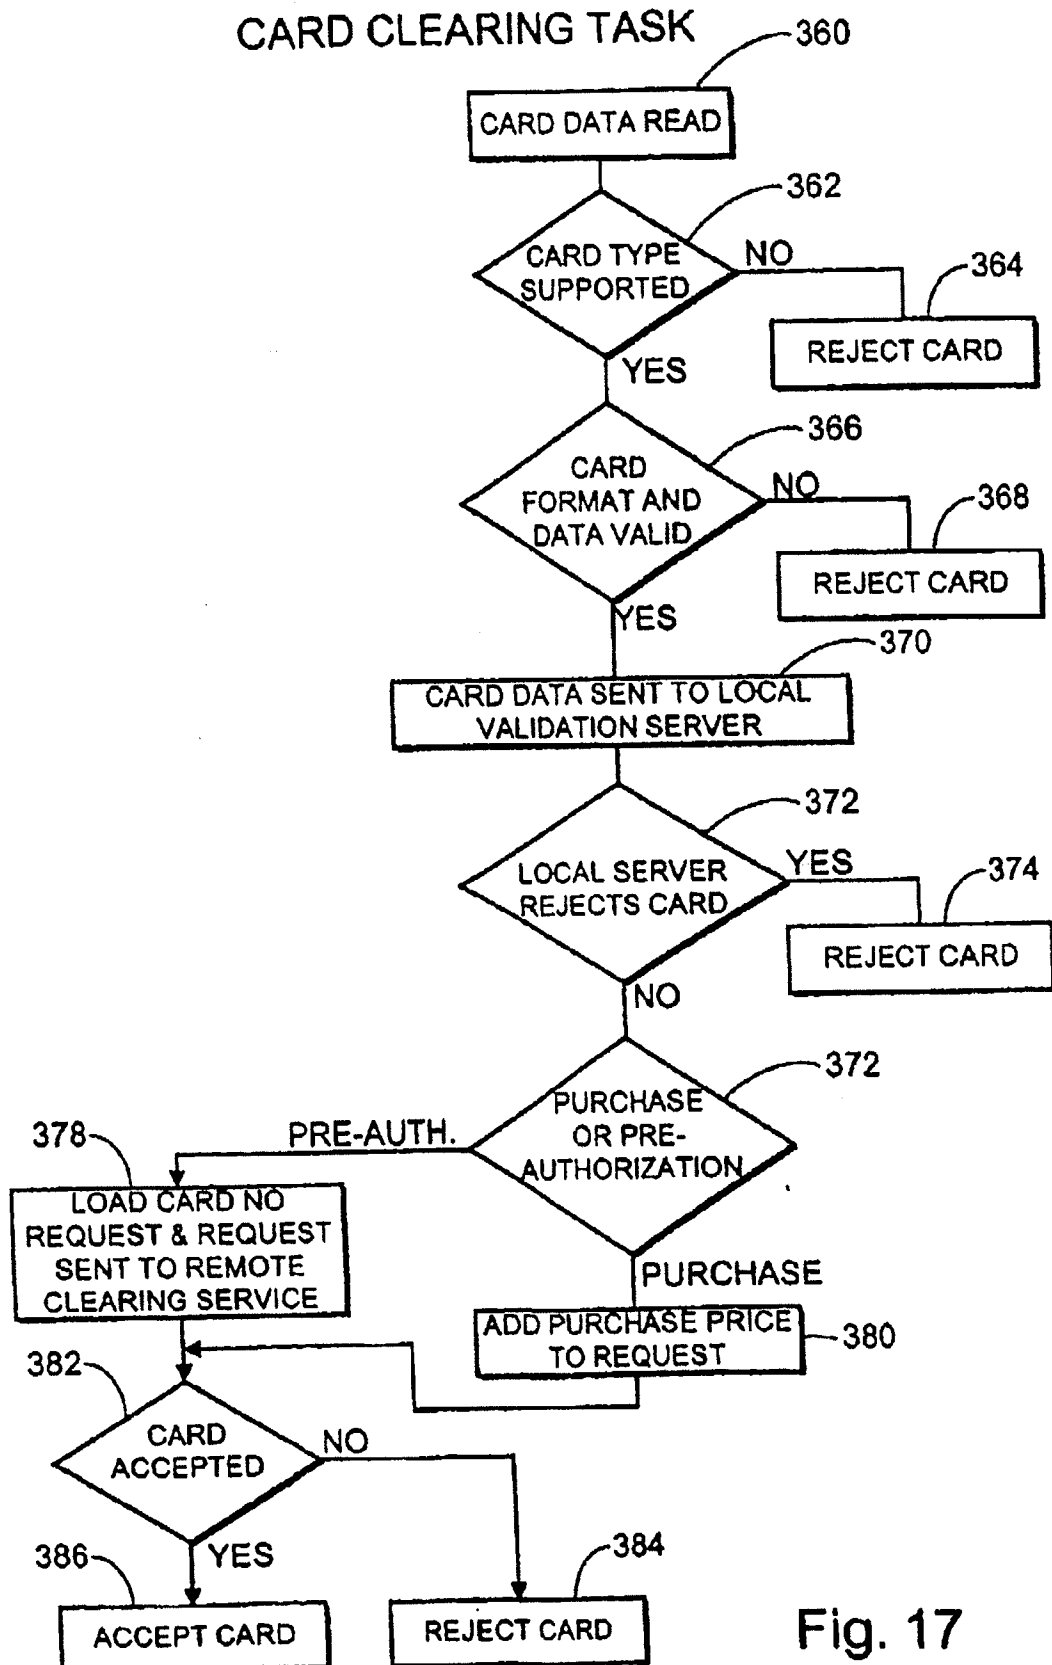 CARD CLEARING TASK
360
CARD DATA READ
362
CARD TYPE
SUPPORTED
NO
364
REJECT CARD
YES
366
CARD
FORMAT AND
DATA VALID
NO
368
REJECT CARD
YES
370
CARD DATA SENT TO LOCAL
VALIDATION SERVER
372
LOCAL SERVER
REJECTS CARD
YES
374
REJECT CARD
NO
372
PURCHASE
OR PRE-
AUTHORIZATION
PRE-AUTH.
378
LOAD CARD NO
REQUEST & REQUEST
SENT TO REMOTE
CLEARING SERVICE
PURCHASE
ADD PURCHASE PRICE
TO REQUEST
380
382
CARD
ACCEPTED
NO
YES
386
ACCEPT CARD
384
REJECT CARD
Fig. 17